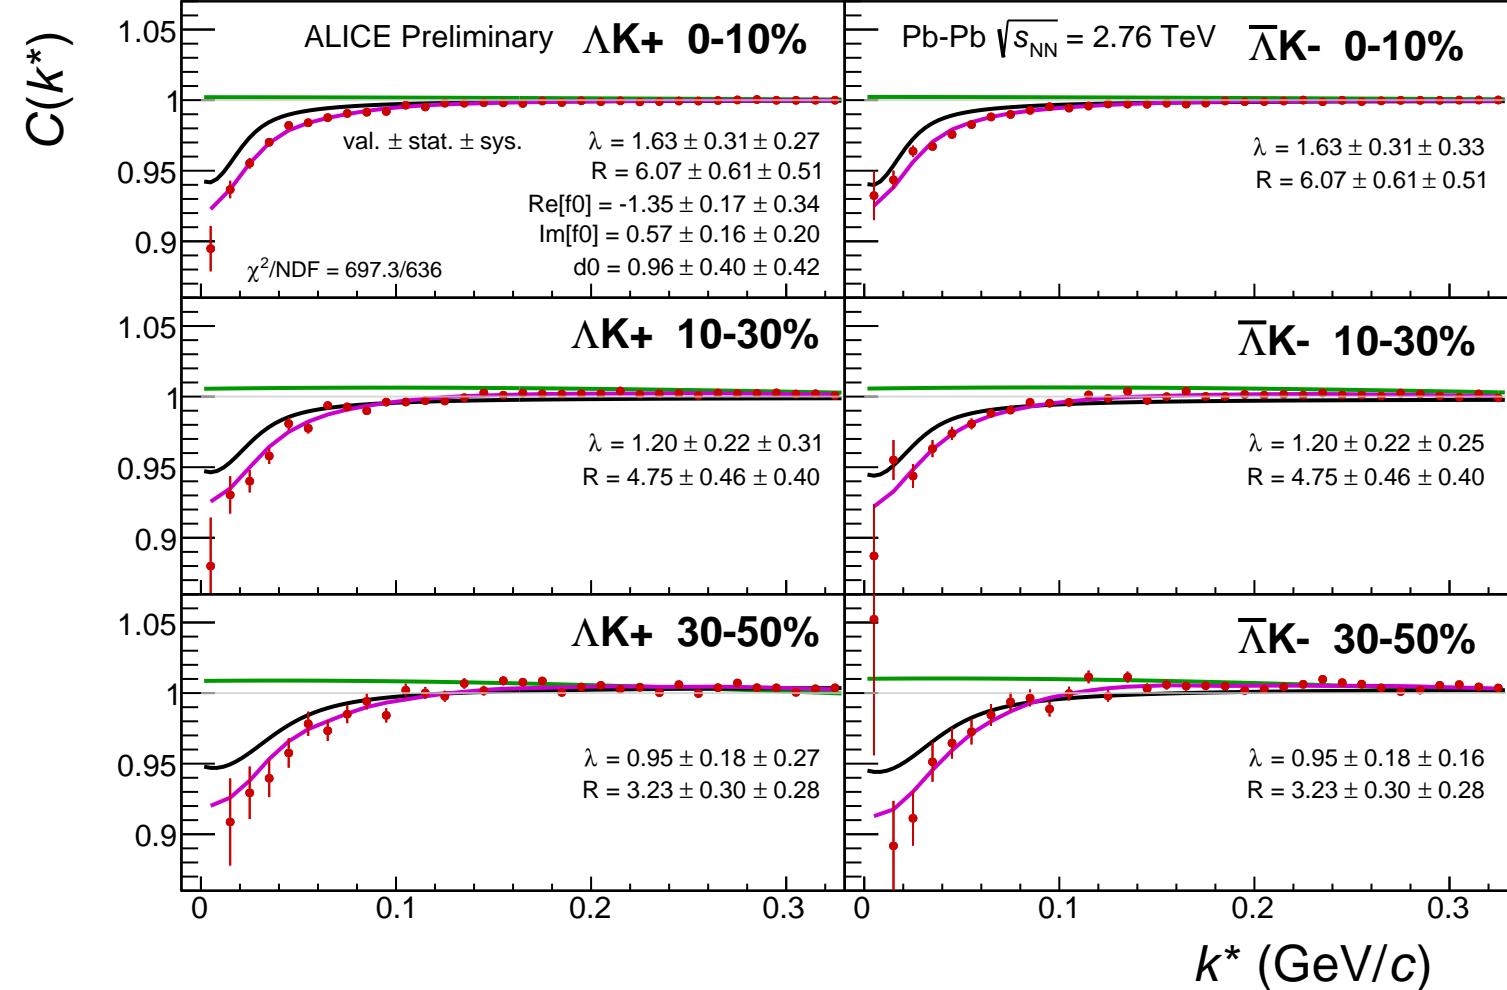 C(k*)
ALICE Preliminary ΛK+ 0-10%
1.05
1
0.95
0.9
val. ± stat. ± sys.
λ = 1.63 ± 0.31 ± 0.27
R = 6.07 ± 0.61 ± 0.51
Re[f0] = -1.35 ± 0.17 ± 0.34
Im[f0] = 0.57 ± 0.16 ± 0.20
d0 = 0.96 ± 0.40 ± 0.42
χ²/NDF = 697.3/636
Pb-Pb √s_NN = 2.76 TeV Λ̅K- 0-10%
λ = 1.63 ± 0.31 ± 0.33
R = 6.07 ± 0.61 ± 0.51
ΛK+ 10-30%
1.05
1
0.95
0.9
λ = 1.20 ± 0.22 ± 0.31
R = 4.75 ± 0.46 ± 0.40
Λ̅K- 10-30%
λ = 1.20 ± 0.22 ± 0.25
R = 4.75 ± 0.46 ± 0.40
ΛK+ 30-50%
1.05
1
0.95
0.9
λ = 0.95 ± 0.18 ± 0.27
R = 3.23 ± 0.30 ± 0.28
Λ̅K- 30-50%
λ = 0.95 ± 0.18 ± 0.16
R = 3.23 ± 0.30 ± 0.28
0 0.1 0.2 0.3 0 0.1 0.2 0.3
k* (GeV/c)